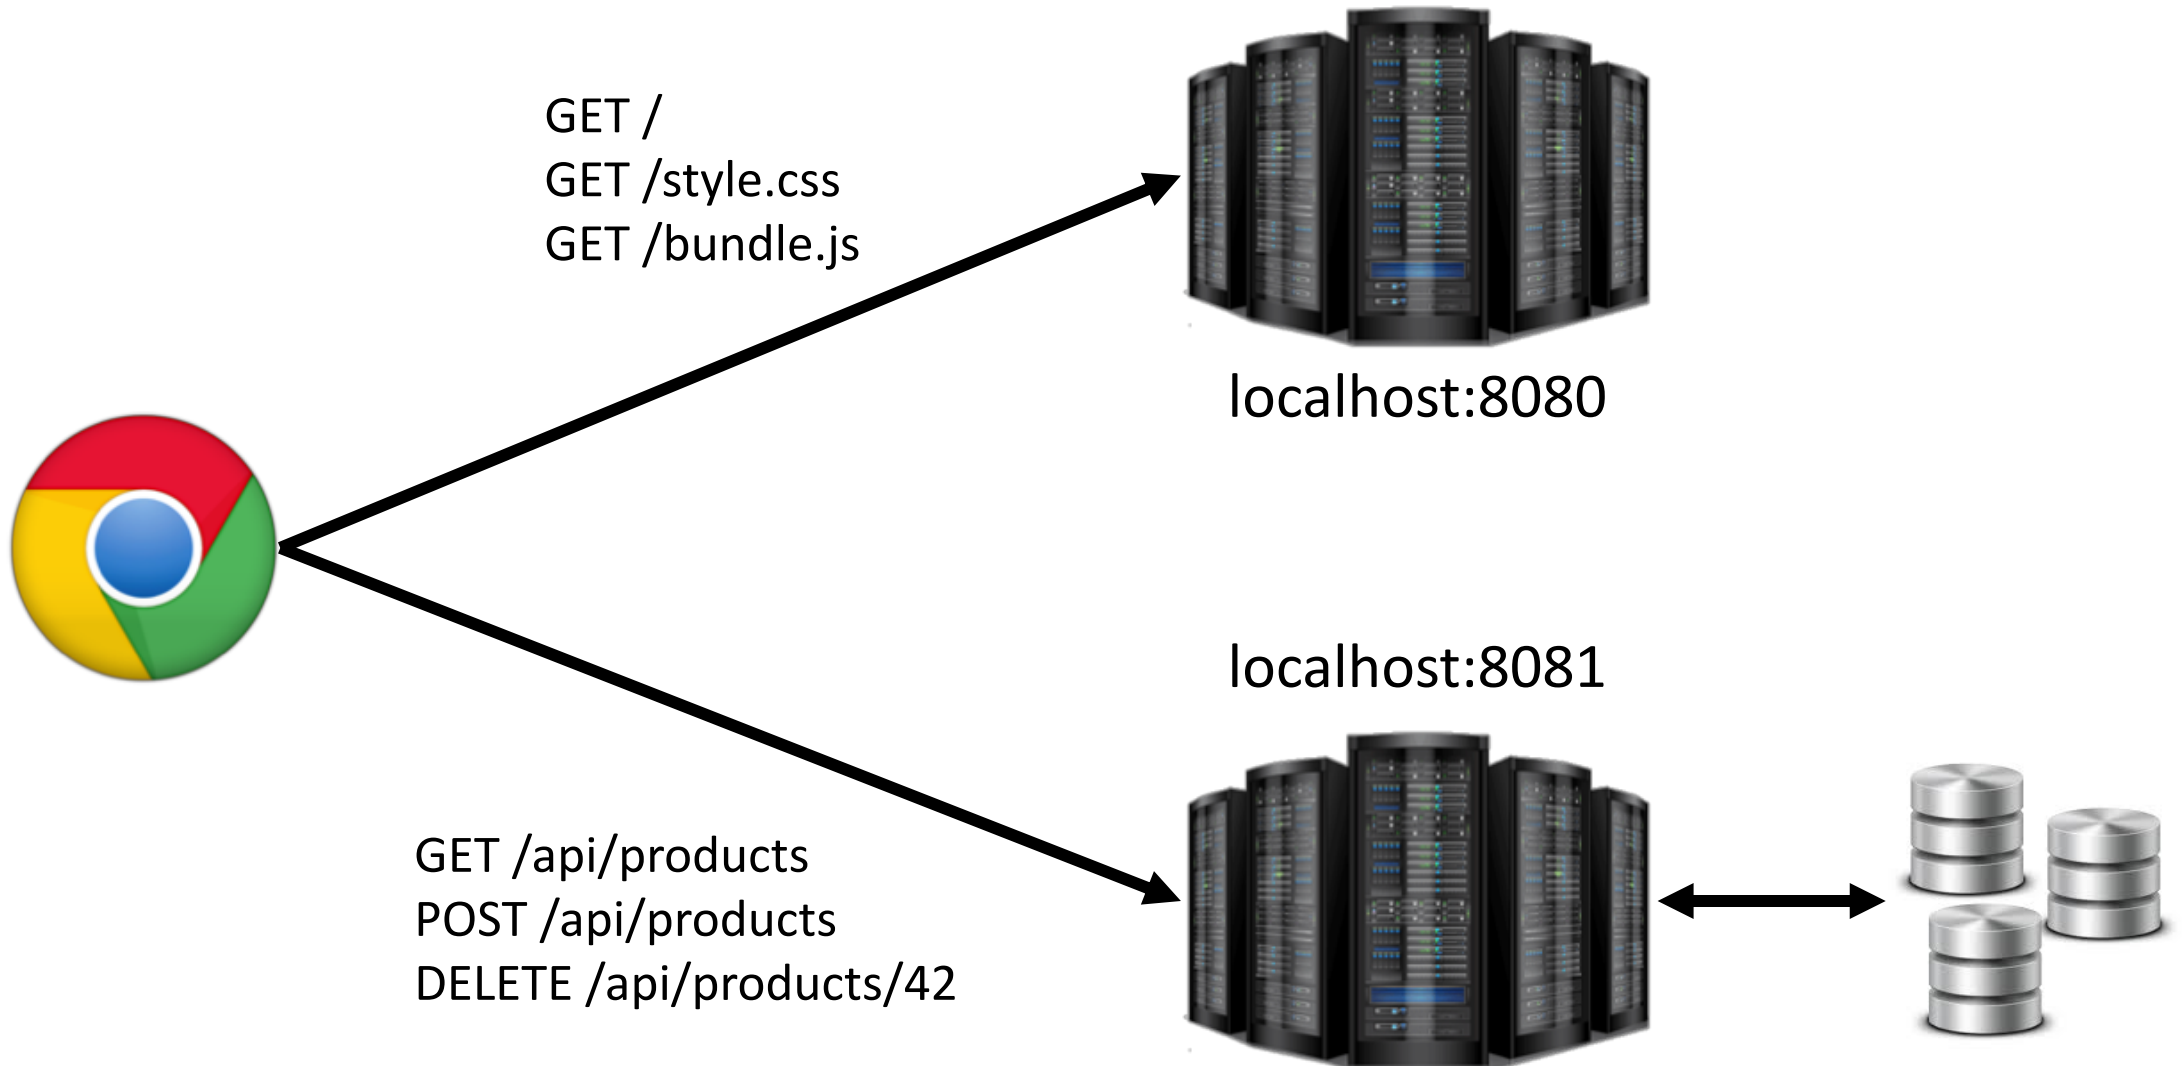 GET /
GET /style.css
GET /bundle.js
localhost:8080
localhost:8081
GET /api/products
POST /api/products
DELETE /api/products/42